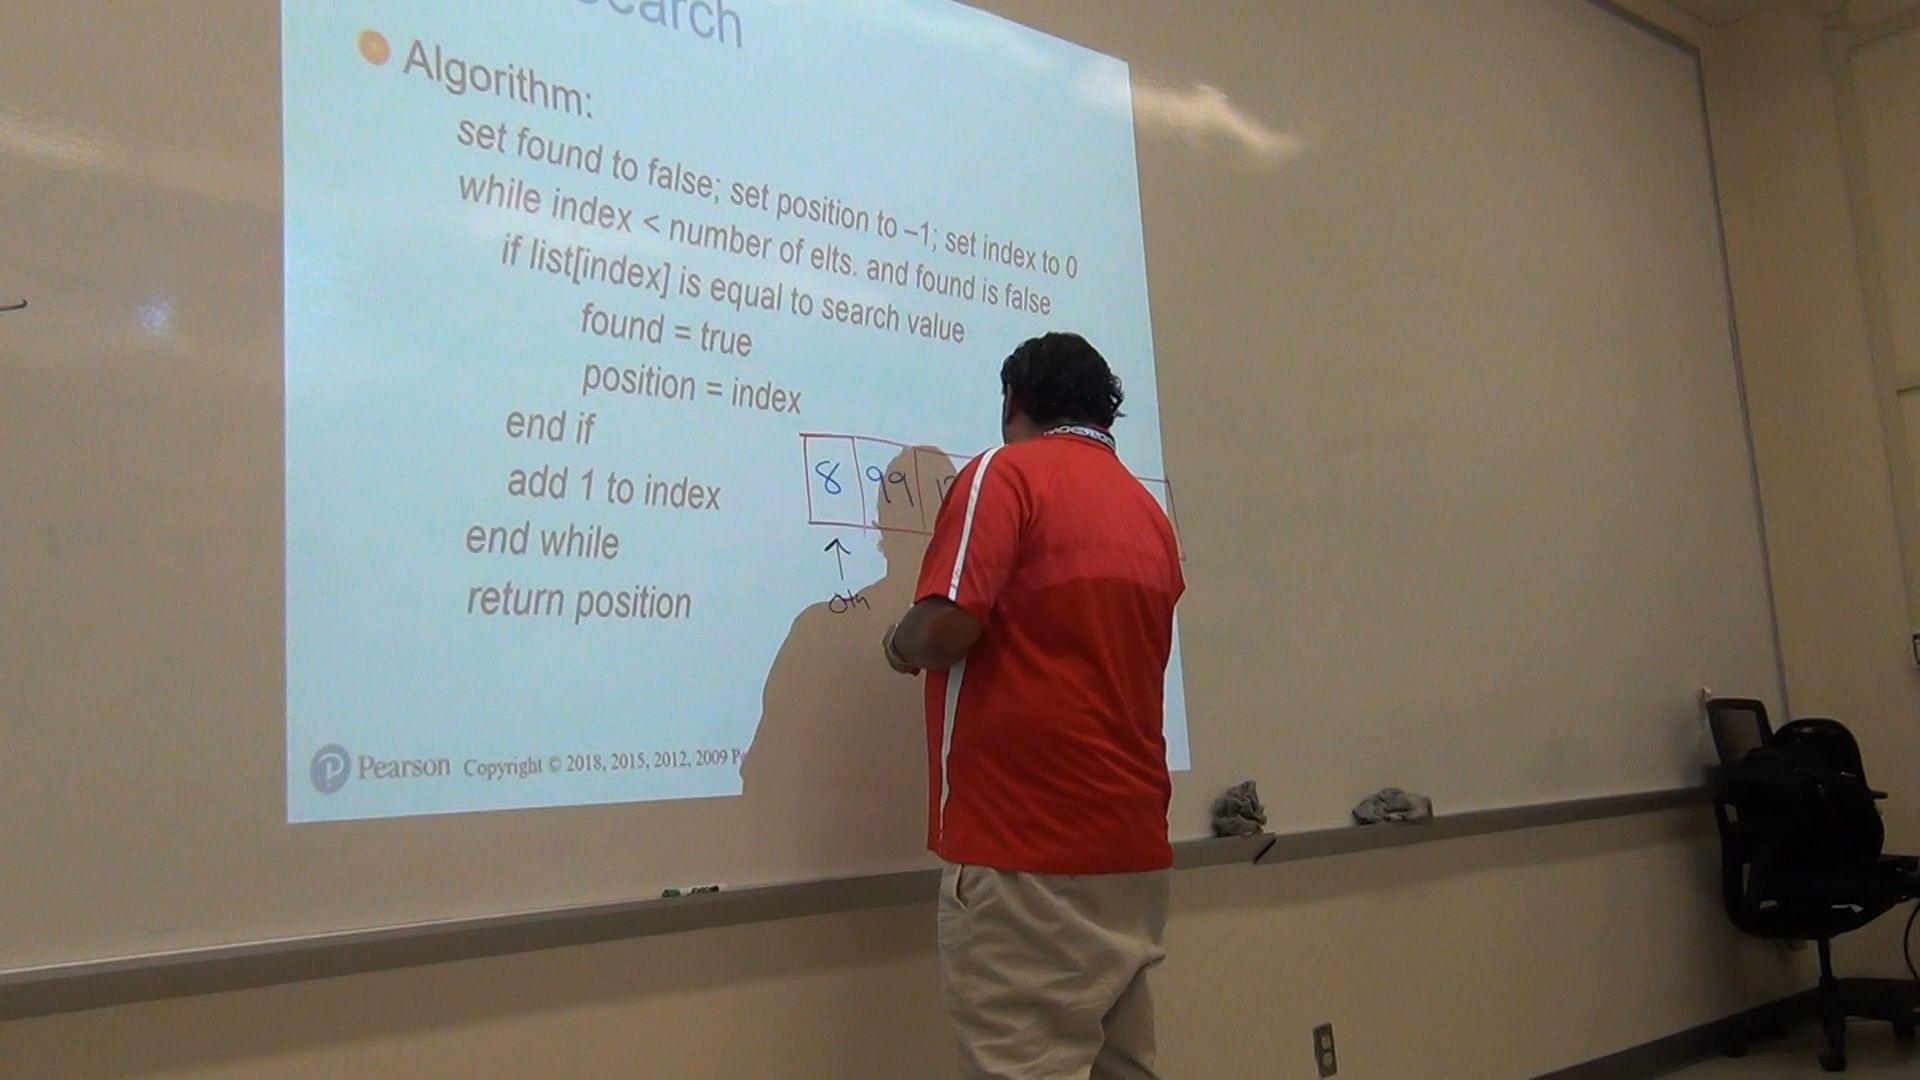 Search
Algorithm:
set found to false; set position to –1; set index to 0
while index < number of elts. and found is false
if list[index] is equal to search value
found = true
position = index
end if
8 99
add 1 to index
end while
0th
return position
Pearson Copyright © 2018, 2015, 2012, 2009